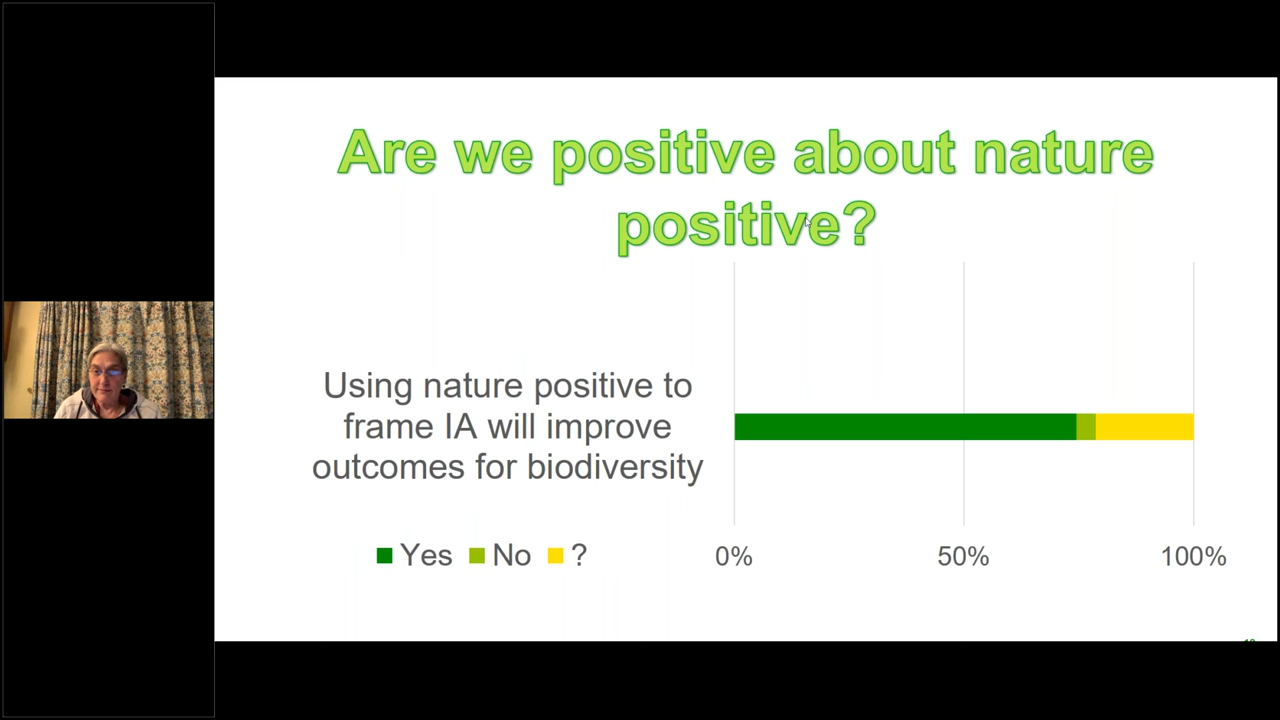 Are we positive about nature
positive?
Using nature positive to
frame IA will improve
outcomes for biodiversity
Yes No ?
0% 50% 100%